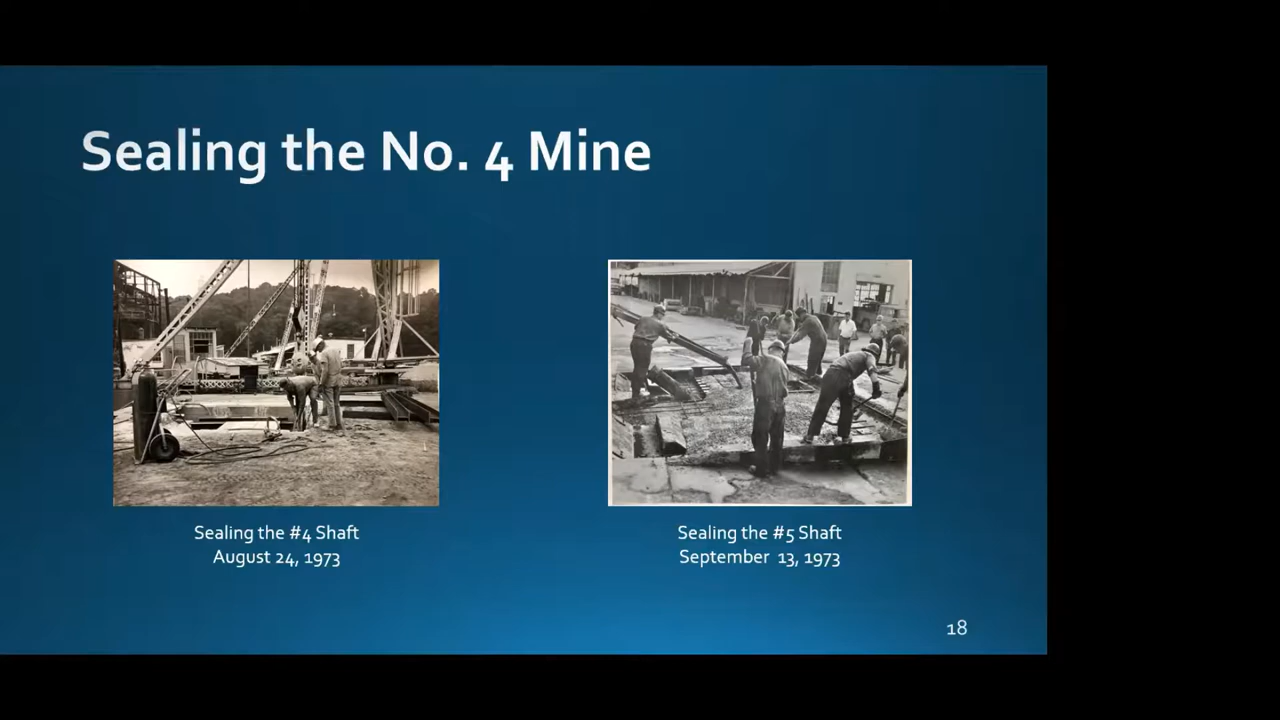 Sealing the No. 4 Mine
Sealing the #4 Shaft
August 24, 1973
Sealing the #5 Shaft
September 13, 1973
18